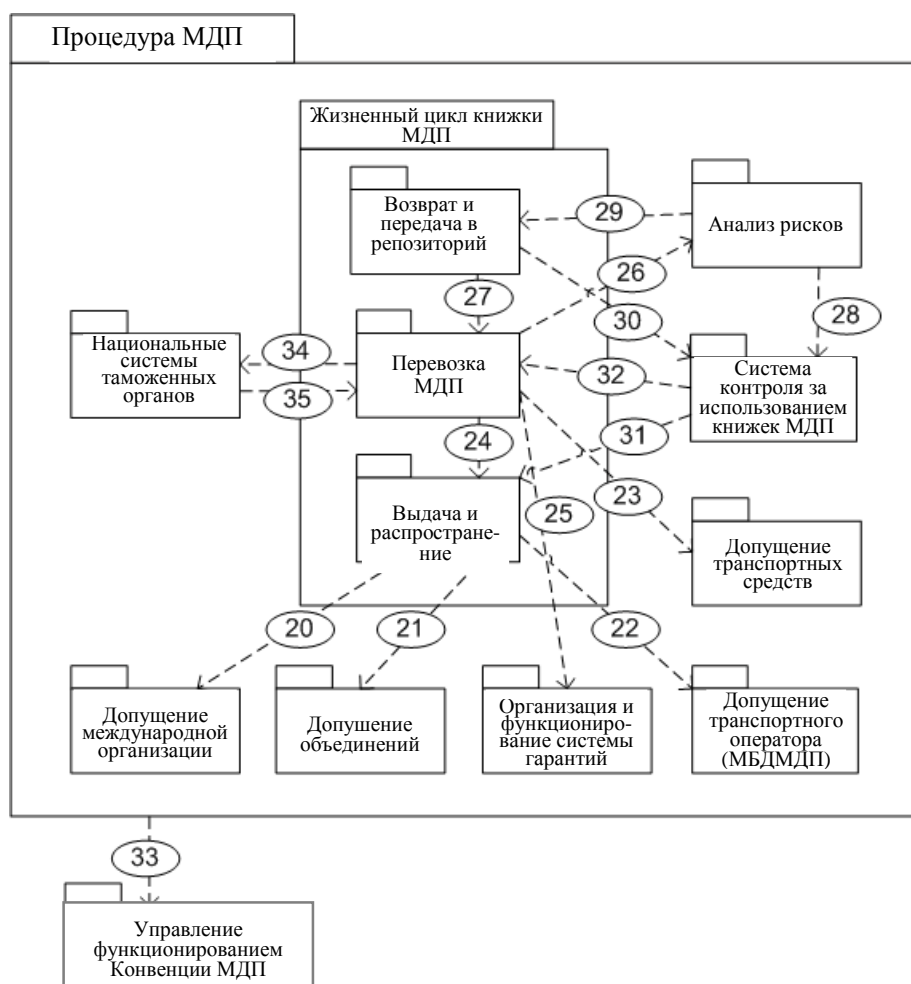 Процедура МДП
Жизненный цикл книжки
МДП
Возврат и
передача в
репозиторий
29
Анализ рисков
26
27
30
28
Национальные
системы
таможенных
органов
34
35
Перевозка
МДП
32
Система
контроля за
использованием
книжек МДП
24
31
25
23
Выдача и
распростране-
ние
Допущение
транспортных
средств
20
21
22
Допущение
международной
организации
Допушение
объединений
Организация и
функциониро-
вание системы
гарантий
Допущение
транспортного
оператора
(МБДМДП)
33
Управление
функционированием
Конвенции МДП